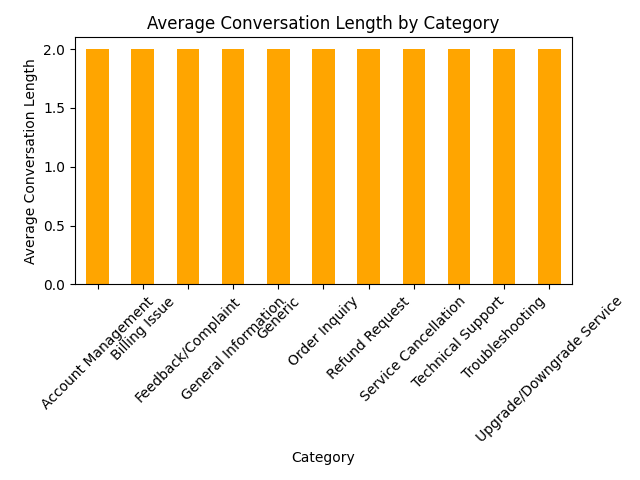 Average Conversation Length by Category
Average Conversation Length
2.0
1.5
1.0
0.5
0.0
Account Management
Billing Issue
Feedback/Complaint
General Information
Generic
Order Inquiry
Refund Request
Service Cancellation
Technical Support
Troubleshooting
Upgrade/Downgrade Service
Category